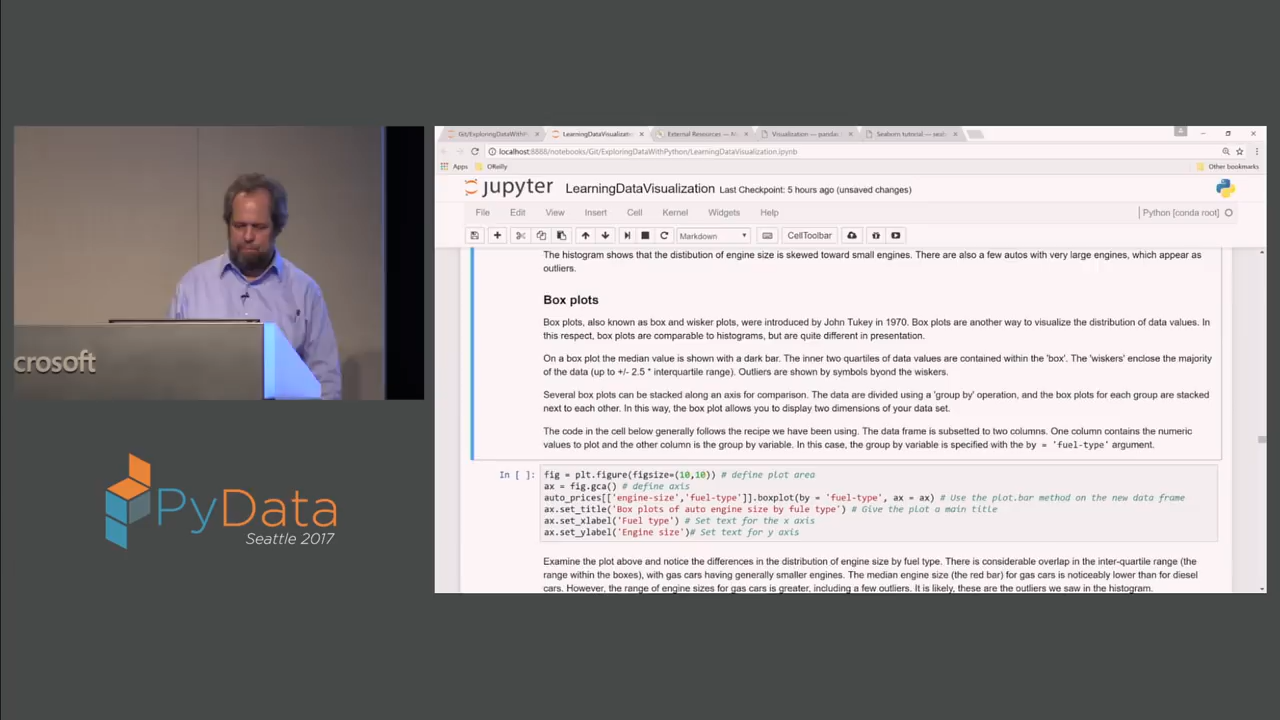 Git/ExploringDataWithP
LearningDataVisualizatio
External Resources — M
Visualization — pandas
Seaborn tutorial — sea
localhost:8888/notebooks/Git/ExploringDataWithPython/LearningDataVisualization.ipynb
Apps OReilly Other bookmarks
jupyter LearningDataVisualization Last Checkpoint: 5 hours ago (unsaved changes)
File Edit View Insert Cell Kernel Widgets Help Python [conda root]
Markdown CellToolbar
The histogram shows that the distibution of engine size is skewed toward small engines. There are also a few autos with very large engines, which appear as
outliers.
Box plots
Box plots, also known as box and wisker plots, were introduced by John Tukey in 1970. Box plots are another way to visualize the distribution of data values. In
this respect, box plots are comparable to histograms, but are quite different in presentation.
On a box plot the median value is shown with a dark bar. The inner two quartiles of data values are contained within the 'box'. The 'wiskers' enclose the majority
of the data (up to +/- 2.5 * interquartile range). Outliers are shown by symbols byond the wiskers.
Several box plots can be stacked along an axis for comparison. The data are divided using a 'group by' operation, and the box plots for each group are stacked
next to each other. In this way, the box plot allows you to display two dimensions of your data set.
The code in the cell below generally follows the recipe we have been using. The data frame is subsetted to two columns. One column contains the numeric
values to plot and the other column is the group by variable. In this case, the group by variable is specified with the by = 'fuel-type' argument.
In [ ]: fig = plt.figure(figsize=(10,10)) # define plot area
ax = fig.gca() # define axis
auto_prices[['engine-size','fuel-type']].boxplot(by = 'fuel-type', ax = ax) # Use the plot.bar method on the new data frame
ax.set_title('Box plots of auto engine size by fule type') # Give the plot a main title
ax.set_xlabel('Fuel type') # Set text for the x axis
ax.set_ylabel('Engine size')# Set text for y axis
Examine the plot above and notice the differences in the distribution of engine size by fuel type. There is considerable overlap in the inter-quartile range (the
range within the boxes), with gas cars having generally smaller engines. The median engine size (the red bar) for gas cars is noticeably lower than for diesel
cars. However, the range of engine sizes for gas cars is greater, including a few outliers. It is likely, these are the outliers we saw in the histogram.
crosoft
PyData
Seattle 2017